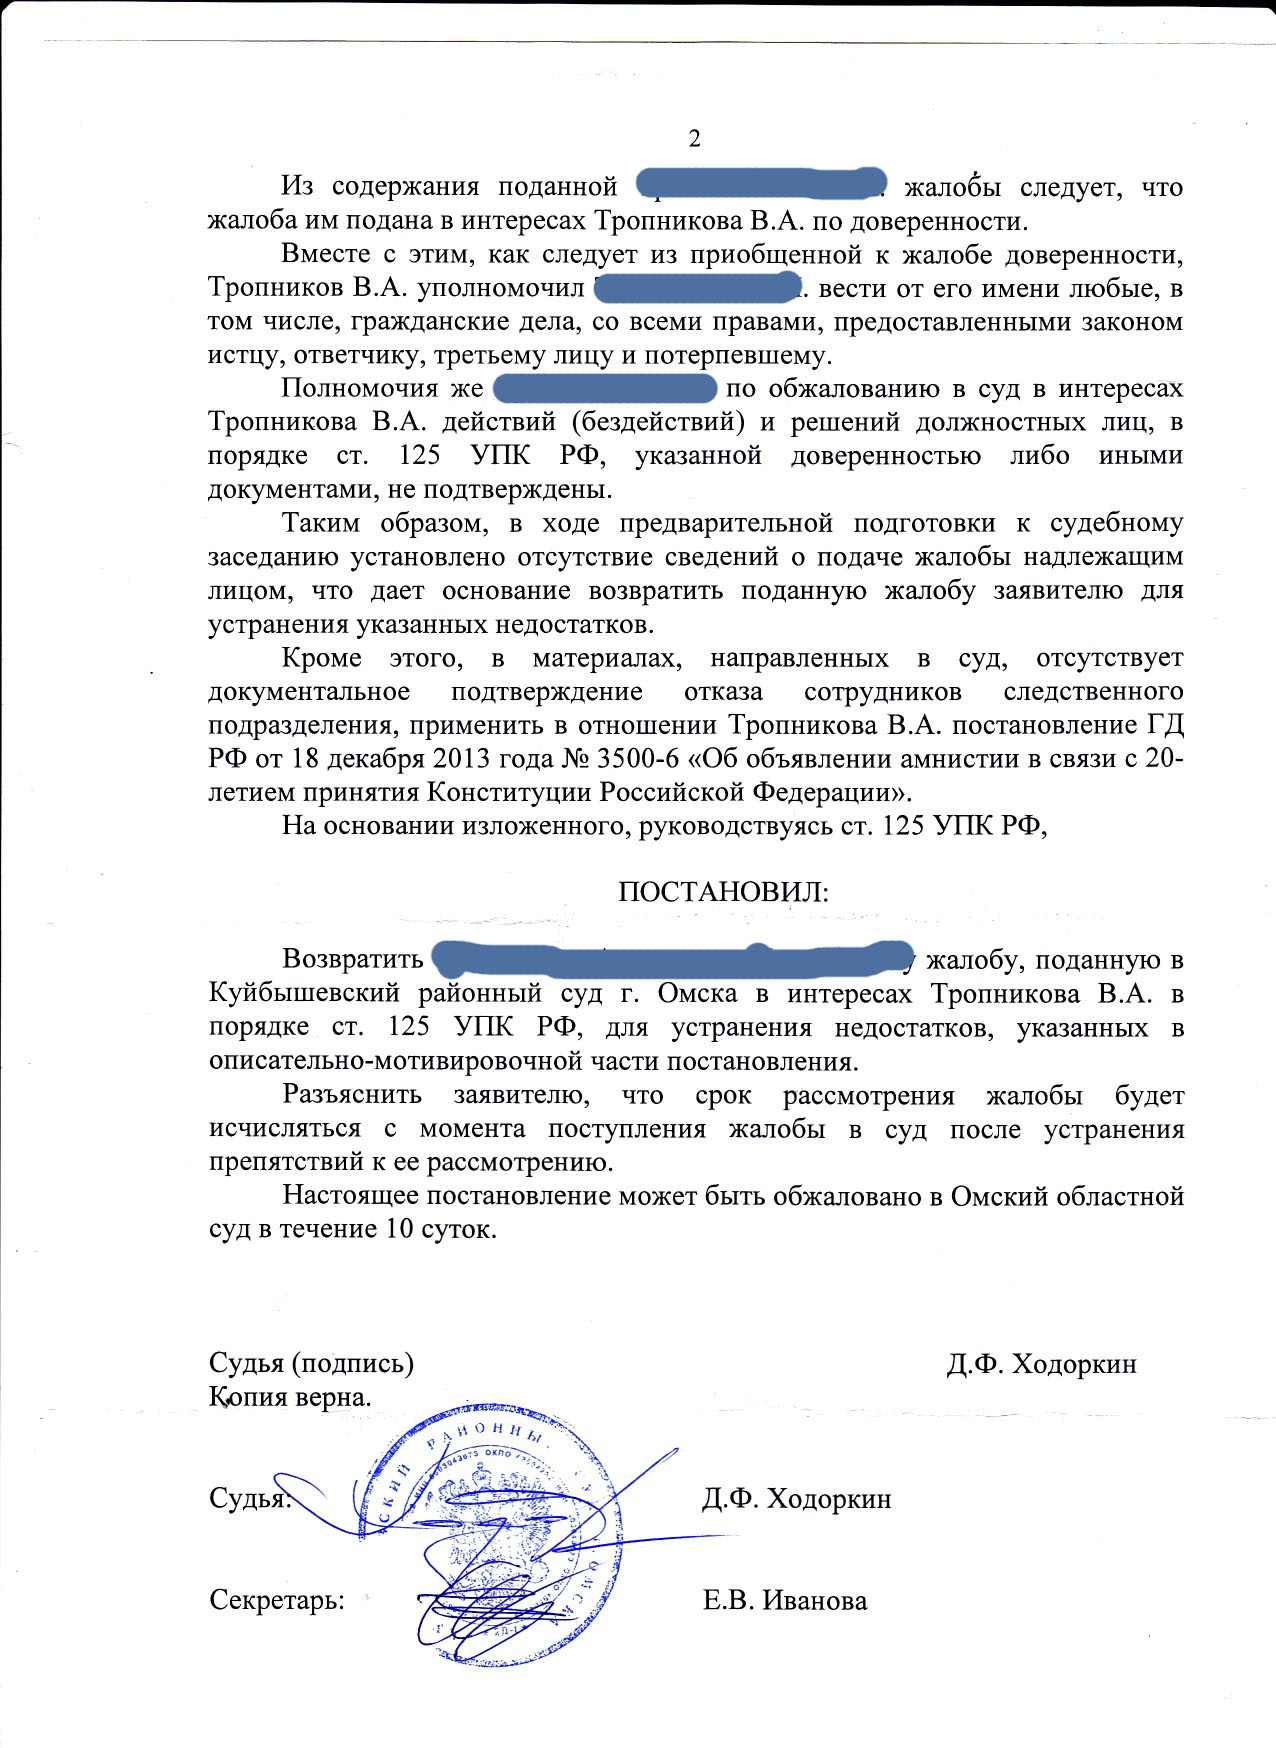 2
Из содержания поданной жалобы следует, что
жалоба им подана в интересах Тропникова В.А. по доверенности.
Вместе с этим, как следует из приобщенной к жалобе доверенности,
Тропников В.А. уполномочил вести от его имени любые, в
том числе, гражданские дела, со всеми правами, предоставленными законом
истцу, ответчику, третьему лицу и потерпевшему.
Полномочия же по обжалованию в суд в интересах
Тропникова В.А. действий (бездействий) и решений должностных лиц, в
порядке ст. 125 УПК РФ, указанной доверенностью либо иными
документами, не подтверждены.
Таким образом, в ходе предварительной подготовки к судебному
заседанию установлено отсутствие сведений о подаче жалобы надлежащим
лицом, что дает основание возвратить поданную жалобу заявителю для
устранения указанных недостатков.
Кроме этого, в материалах, направленных в суд, отсутствует
документальное подтверждение отказа сотрудников следственного
подразделения, применить в отношении Тропникова В.А. постановление ГД
РФ от 18 декабря 2013 года № 3500-6 «Об объявлении амнистии в связи с 20-
летием принятия Конституции Российской Федерации».
На основании изложенного, руководствуясь ст. 125 УПК РФ,
ПОСТАНОВИЛ:
Возвратить жалобу, поданную в
Куйбышевский районный суд г. Омска в интересах Тропникова В.А. в
порядке ст. 125 УПК РФ, для устранения недостатков, указанных в
описательно-мотивировочной части постановления.
Разъяснить заявителю, что срок рассмотрения жалобы будет
исчисляться с момента поступления жалобы в суд после устранения
препятствий к ее рассмотрению.
Настоящее постановление может быть обжаловано в Омский областной
суд в течение 10 суток.
Судья (подпись) Д.Ф. Ходоркин
Копия верна.
Судья: Д.Ф. Ходоркин
Секретарь: Е.В. Иванова